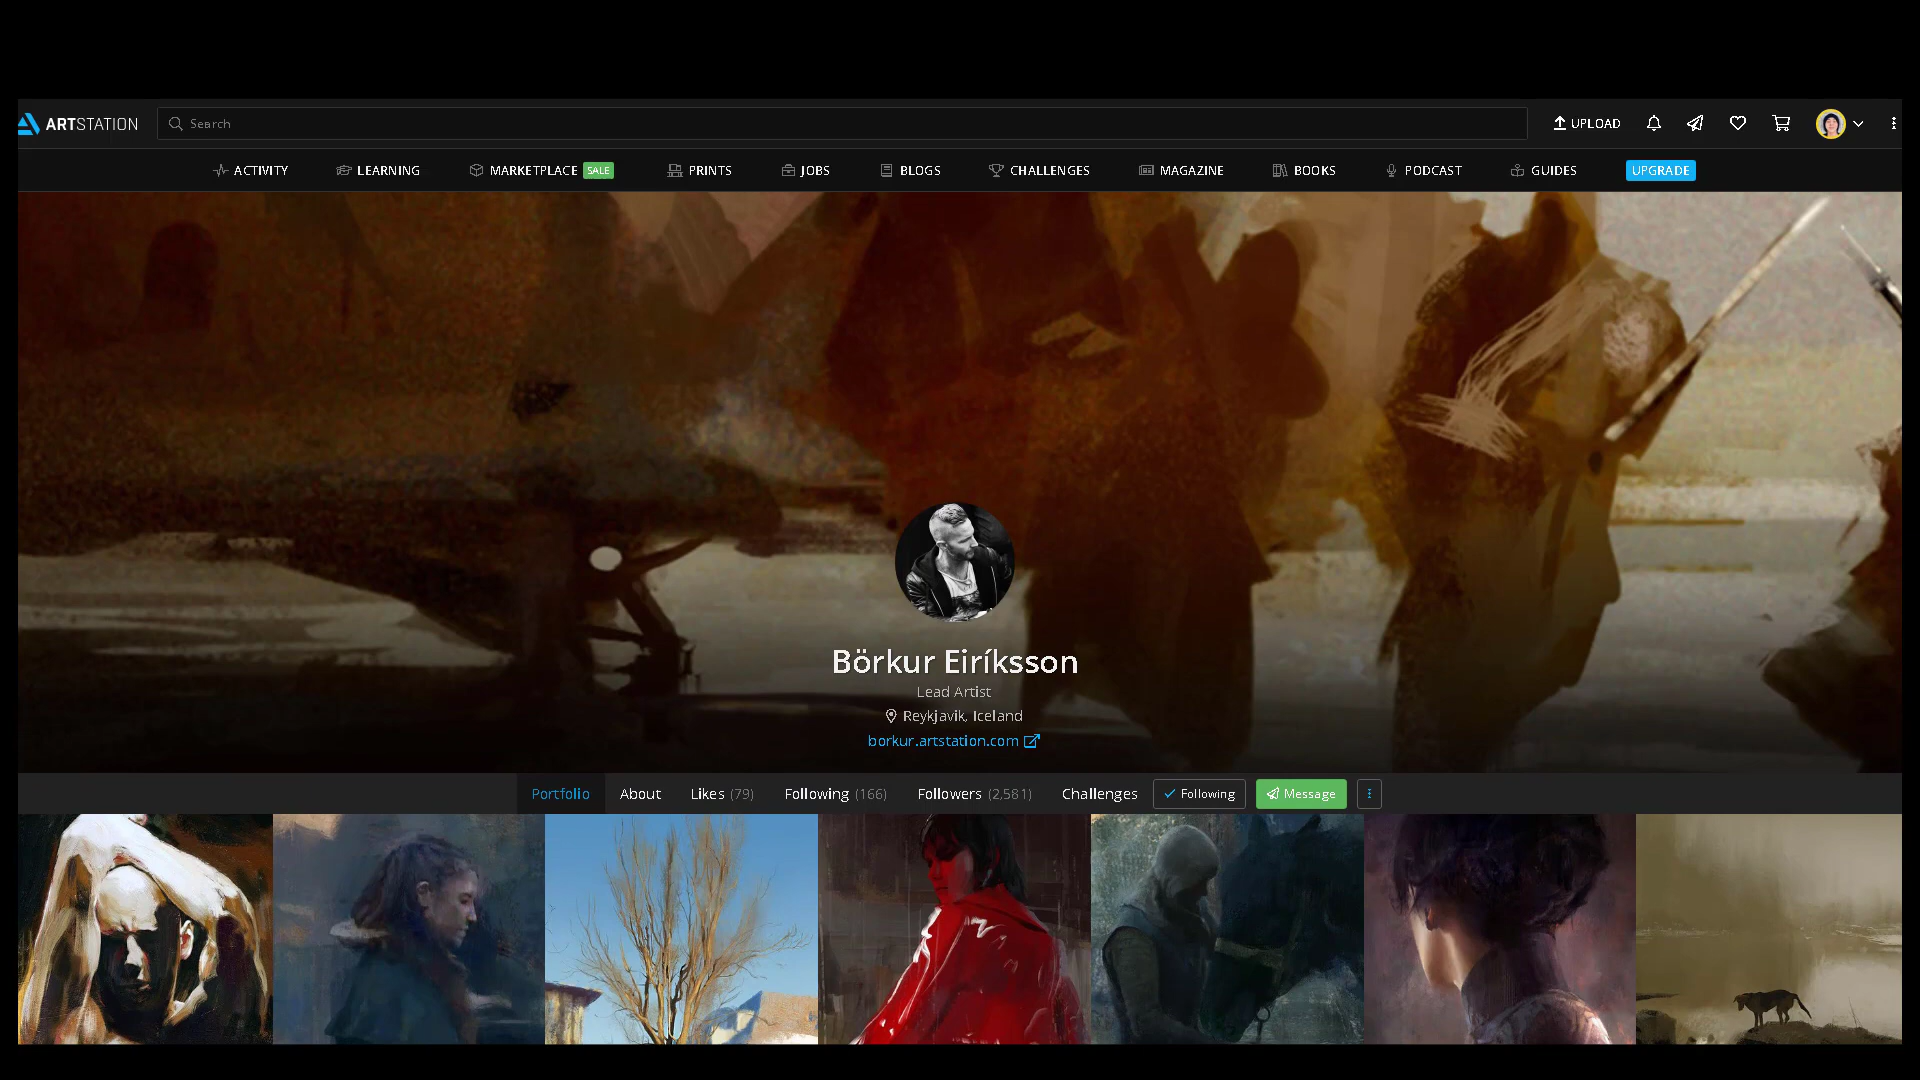 ARTSTATION Search UPLOAD
ACTIVITY LEARNING MARKETPLACE SALE PRINTS JOBS BLOGS CHALLENGES MAGAZINE BOOKS PODCAST GUIDES UPGRADE
Börkur Eiríksson
Lead Artist
Reykjavik, Iceland
borkur.artstation.com
Portfolio About Likes (79) Following (166) Followers (2,581) Challenges Following Message